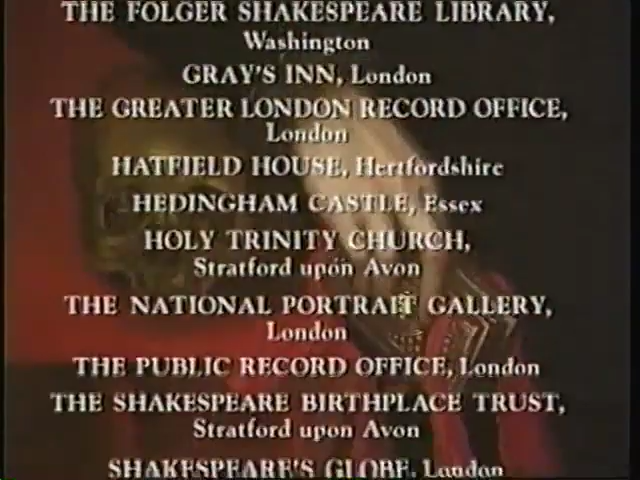 THE FOLGER SHAKESPEARE LIBRARY,
Washington
GRAY'S INN, London
THE GREATER LONDON RECORD OFFICE,
London
HATFIELD HOUSE, Hertfordshire
HEDINGHAM CASTLE, Essex
HOLY TRINITY CHURCH,
Stratford upon Avon
THE NATIONAL PORTRAIT GALLERY,
London
THE PUBLIC RECORD OFFICE, London
THE SHAKESPEARE BIRTHPLACE TRUST,
Stratford upon Avon
SHAKESPEARE'S GLOBE, London